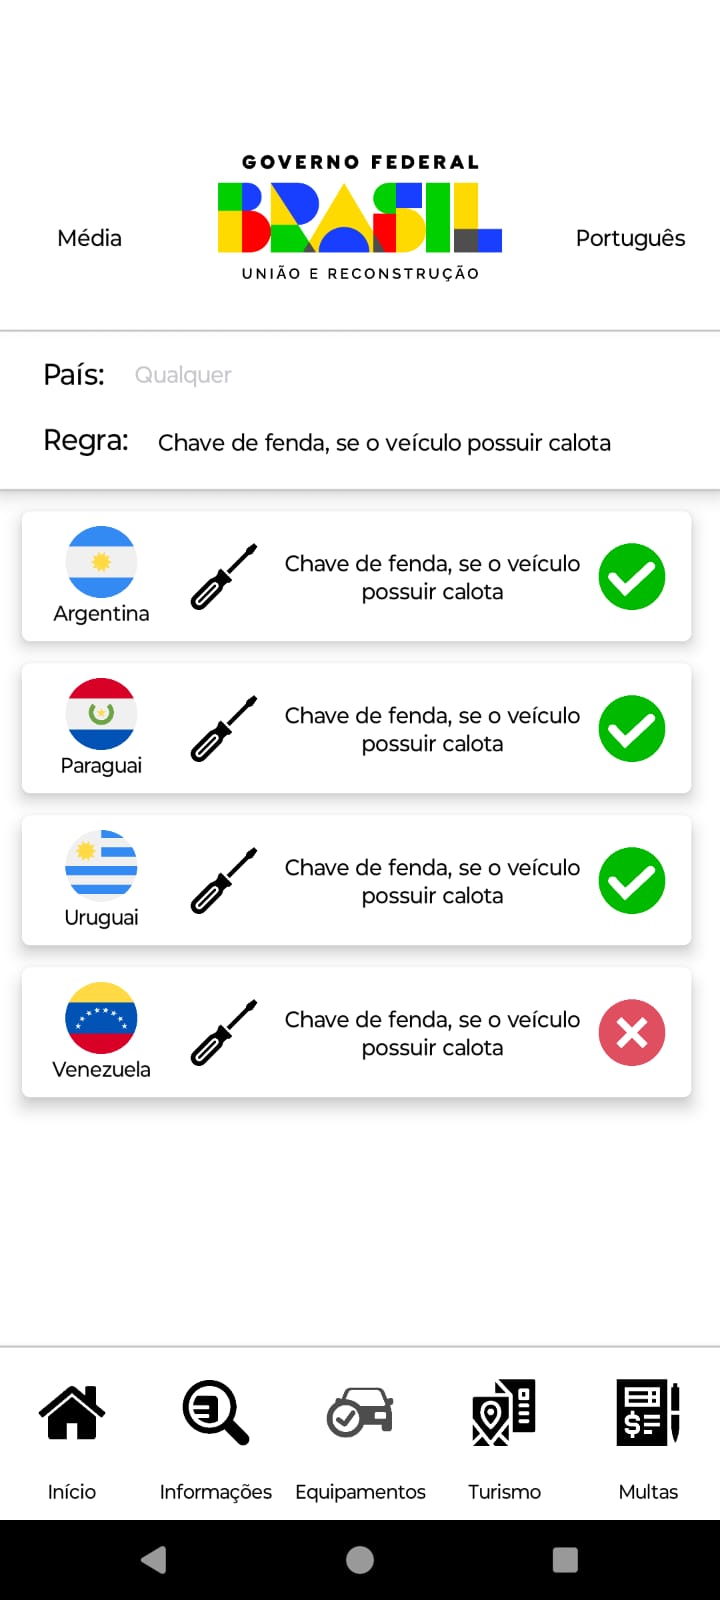 GOVERNO FEDERAL
BRASIL
UNIÃO E RECONSTRUÇÃO
Média
Português
País: Qualquer
Regra: Chave de fenda, se o veículo possuir calota
Argentina
Chave de fenda, se o veículo
possuir calota
Paraguai
Chave de fenda, se o veículo
possuir calota
Uruguai
Chave de fenda, se o veículo
possuir calota
Venezuela
Chave de fenda, se o veículo
possuir calota
Início
Informações
Equipamentos
Turismo
Multas